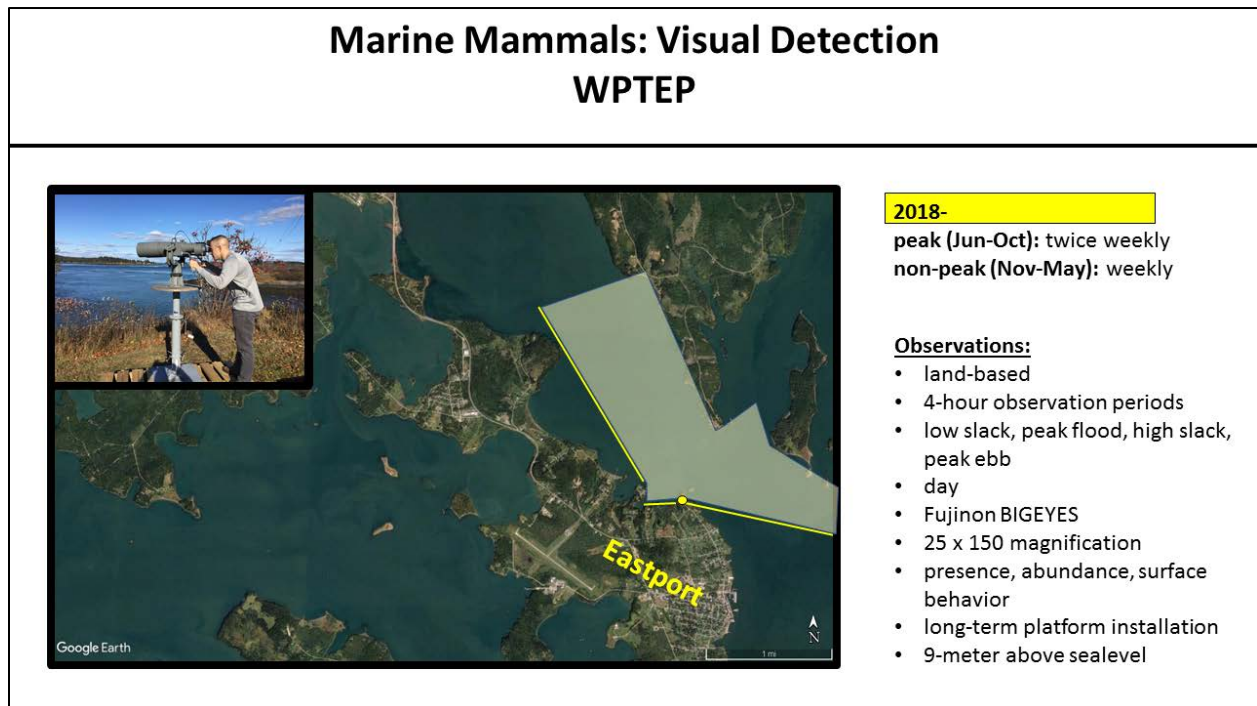 Marine Mammals: Visual Detection
WPTEP
2018-
peak (Jun-Oct): twice weekly
non-peak (Nov-May): weekly
Observations:
• land-based
• 4-hour observation periods
• low slack, peak flood, high slack,
peak ebb
• day
• Fujinon BIGEYES
• 25 x 150 magnification
• presence, abundance, surface
behavior
• long-term platform installation
• 9-meter above sealevel
Eastport
Google Earth
N
1 mi